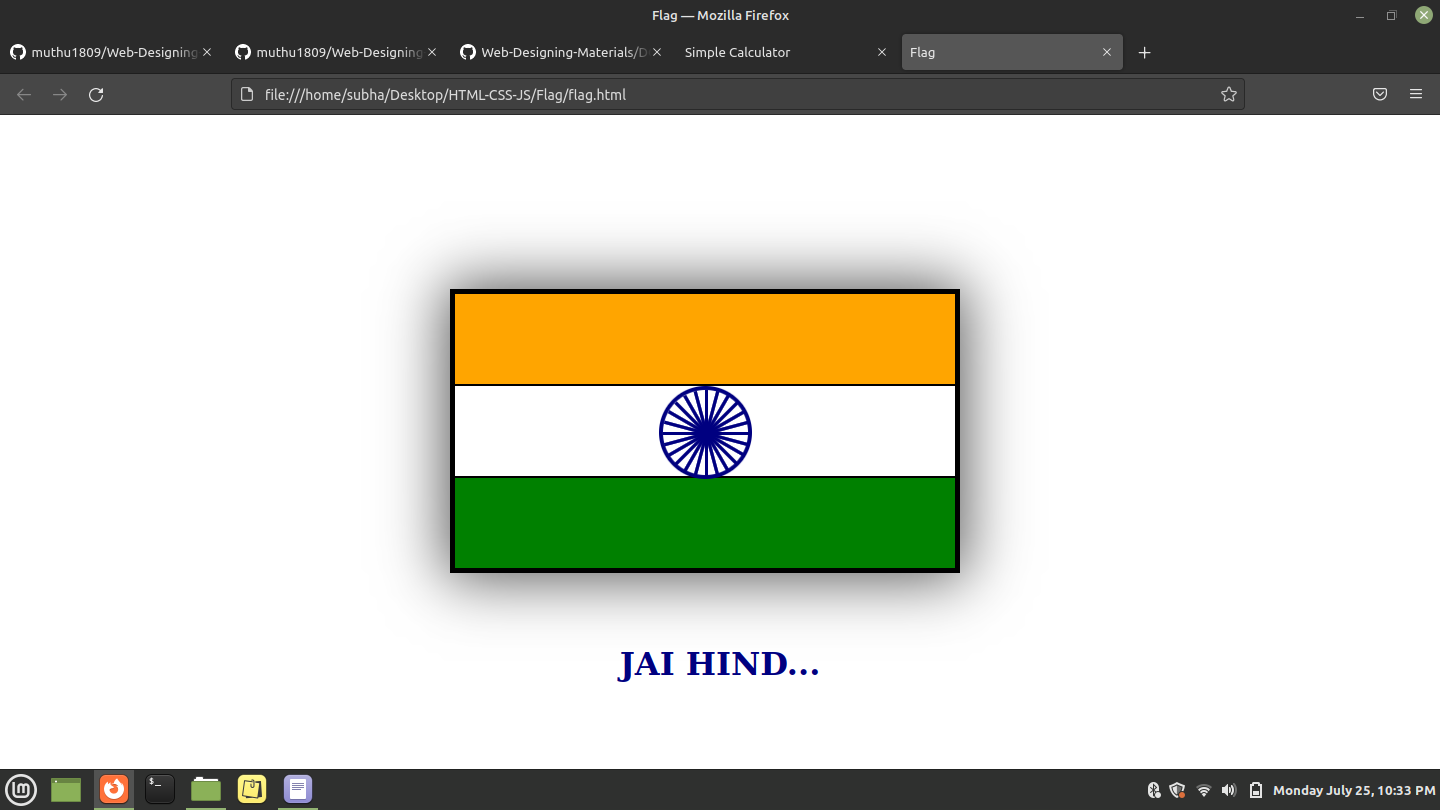 Flag — Mozilla Firefox
muthu1809/Web-Designing
muthu1809/Web-Designing
Web-Designing-Materials/D
Simple Calculator
Flag
file:///home/subha/Desktop/HTML-CSS-JS/Flag/flag.html
JAI HIND...
$_
lm
Monday July 25, 10:33 PM